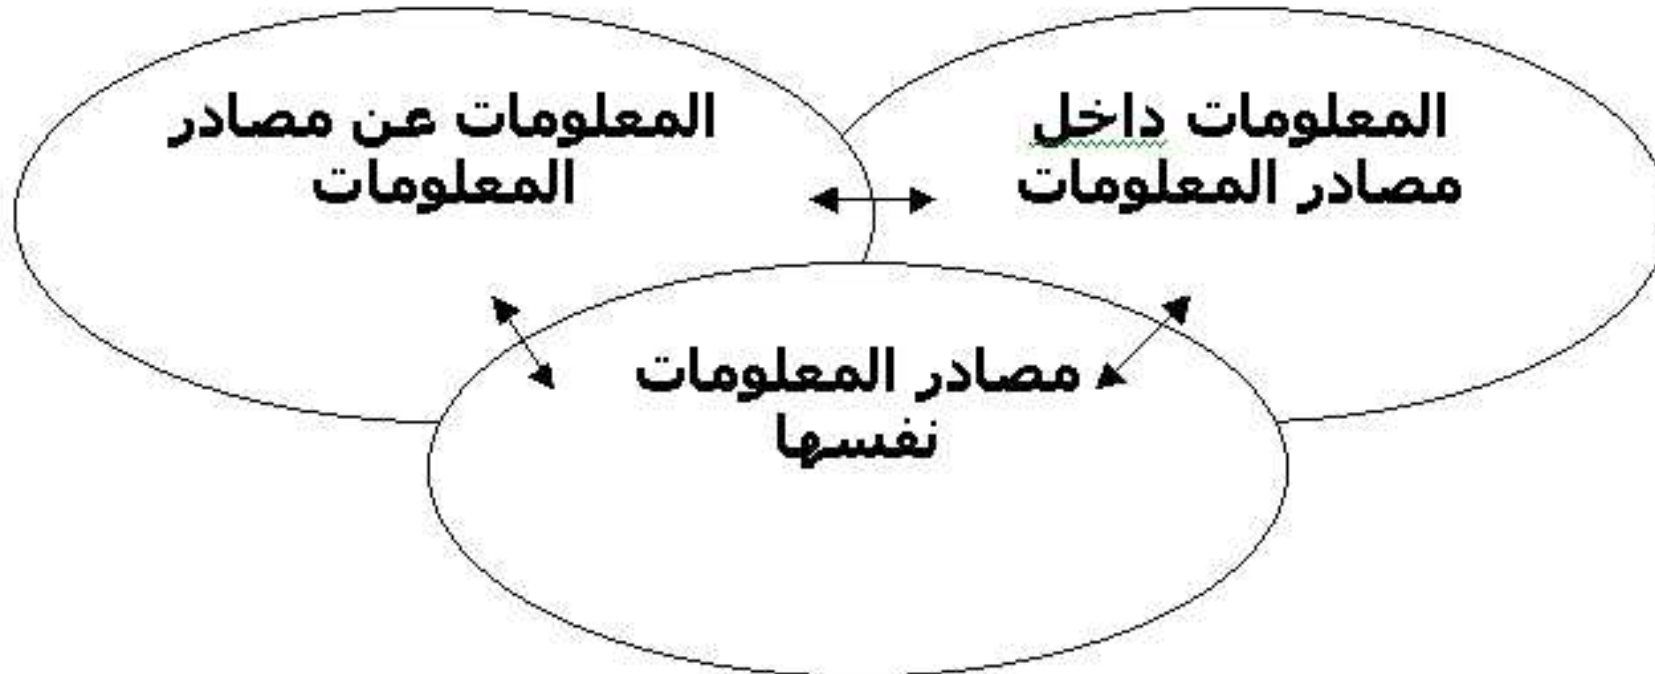 المعلومات داخل
مصادر المعلومات
المعلومات عن مصادر
المعلومات
مصادر المعلومات
نفسها